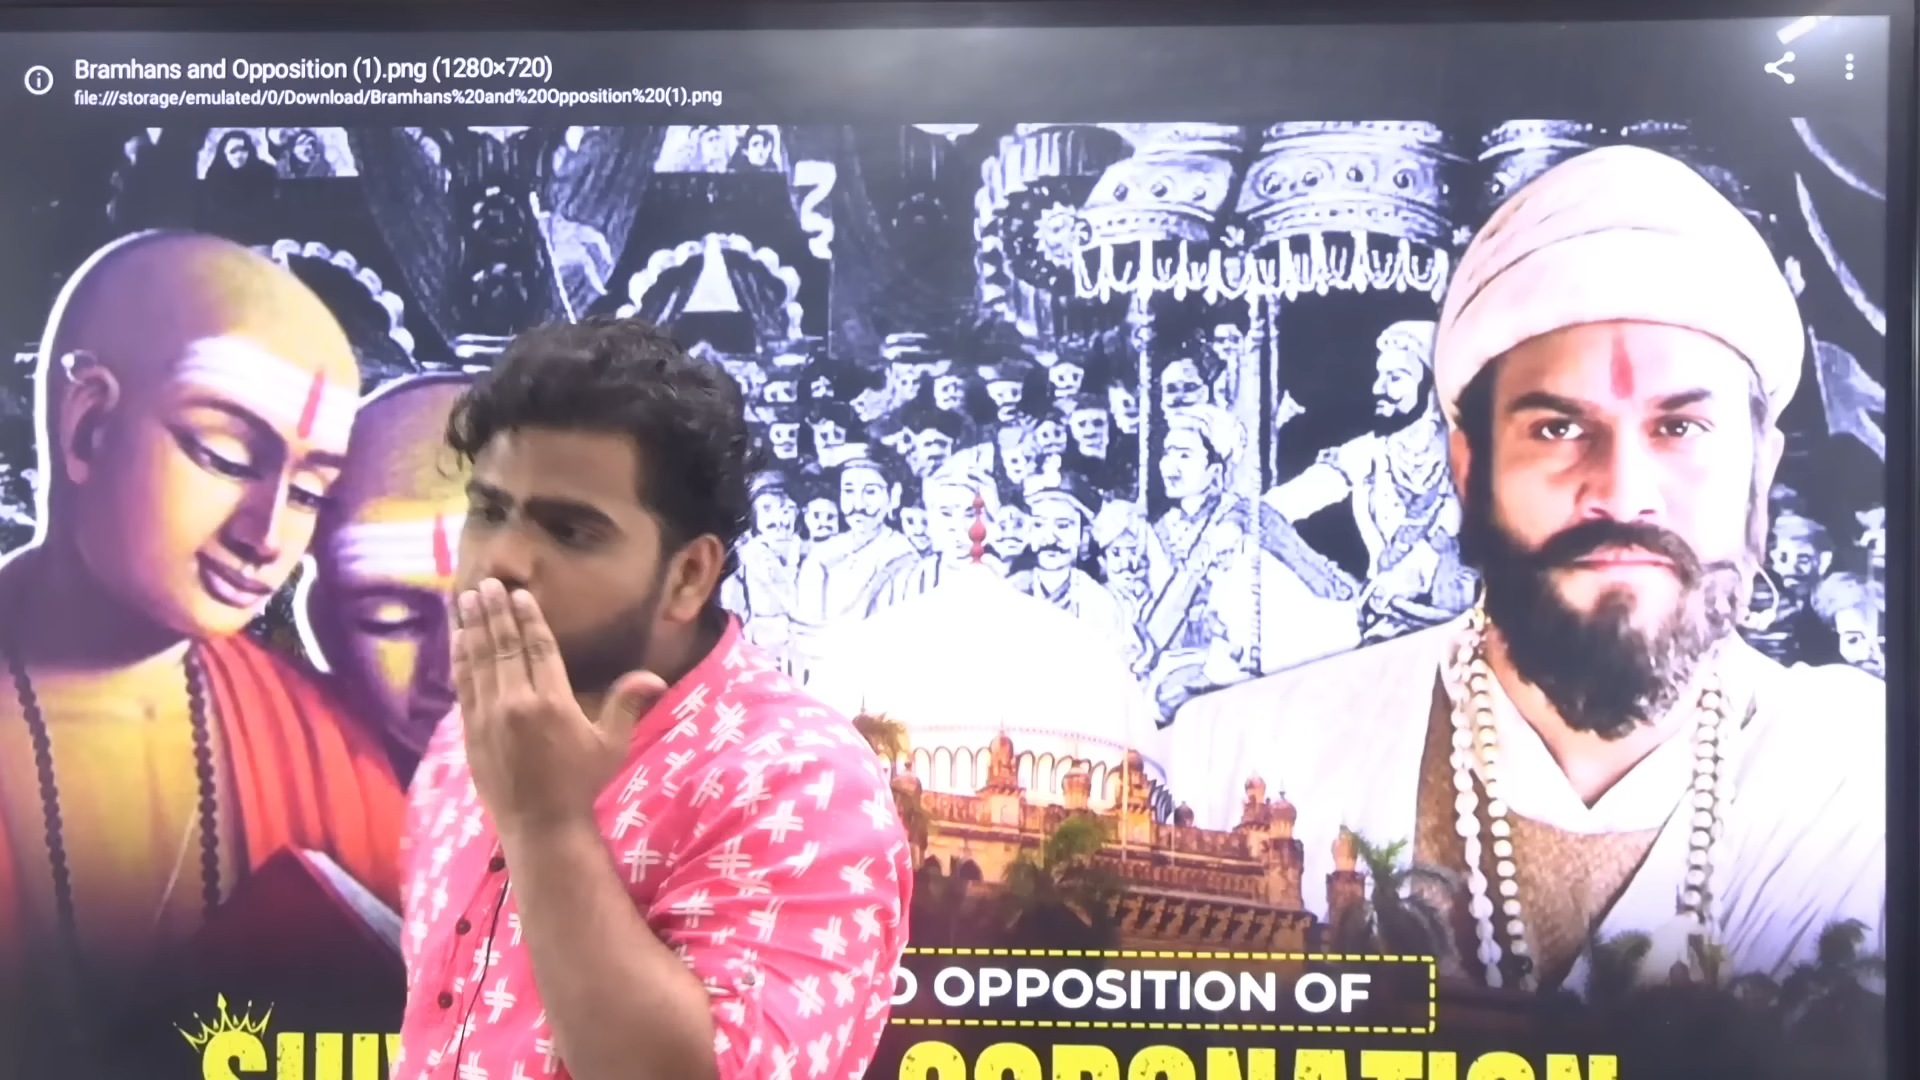 Bramhans and Opposition (1).png (1280×720)
file:///storage/emulated/0/Download/Bramhans%20and%20Opposition%20(1).png
OPPOSITION OF
CORONATION